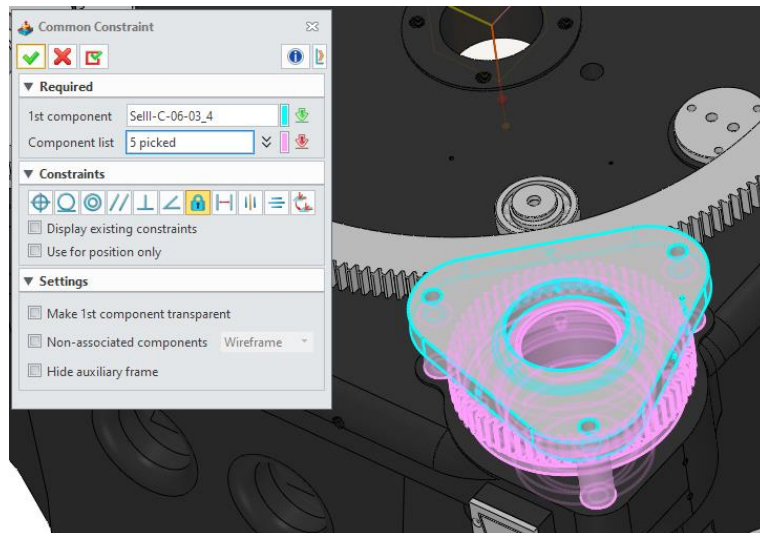 Common Constraint
Required
1st component SelII-C-06-03_4
Component list 5 picked
Constraints
Display existing constraints
Use for position only
Settings
Make 1st component transparent
Non-associated components Wireframe
Hide auxiliary frame